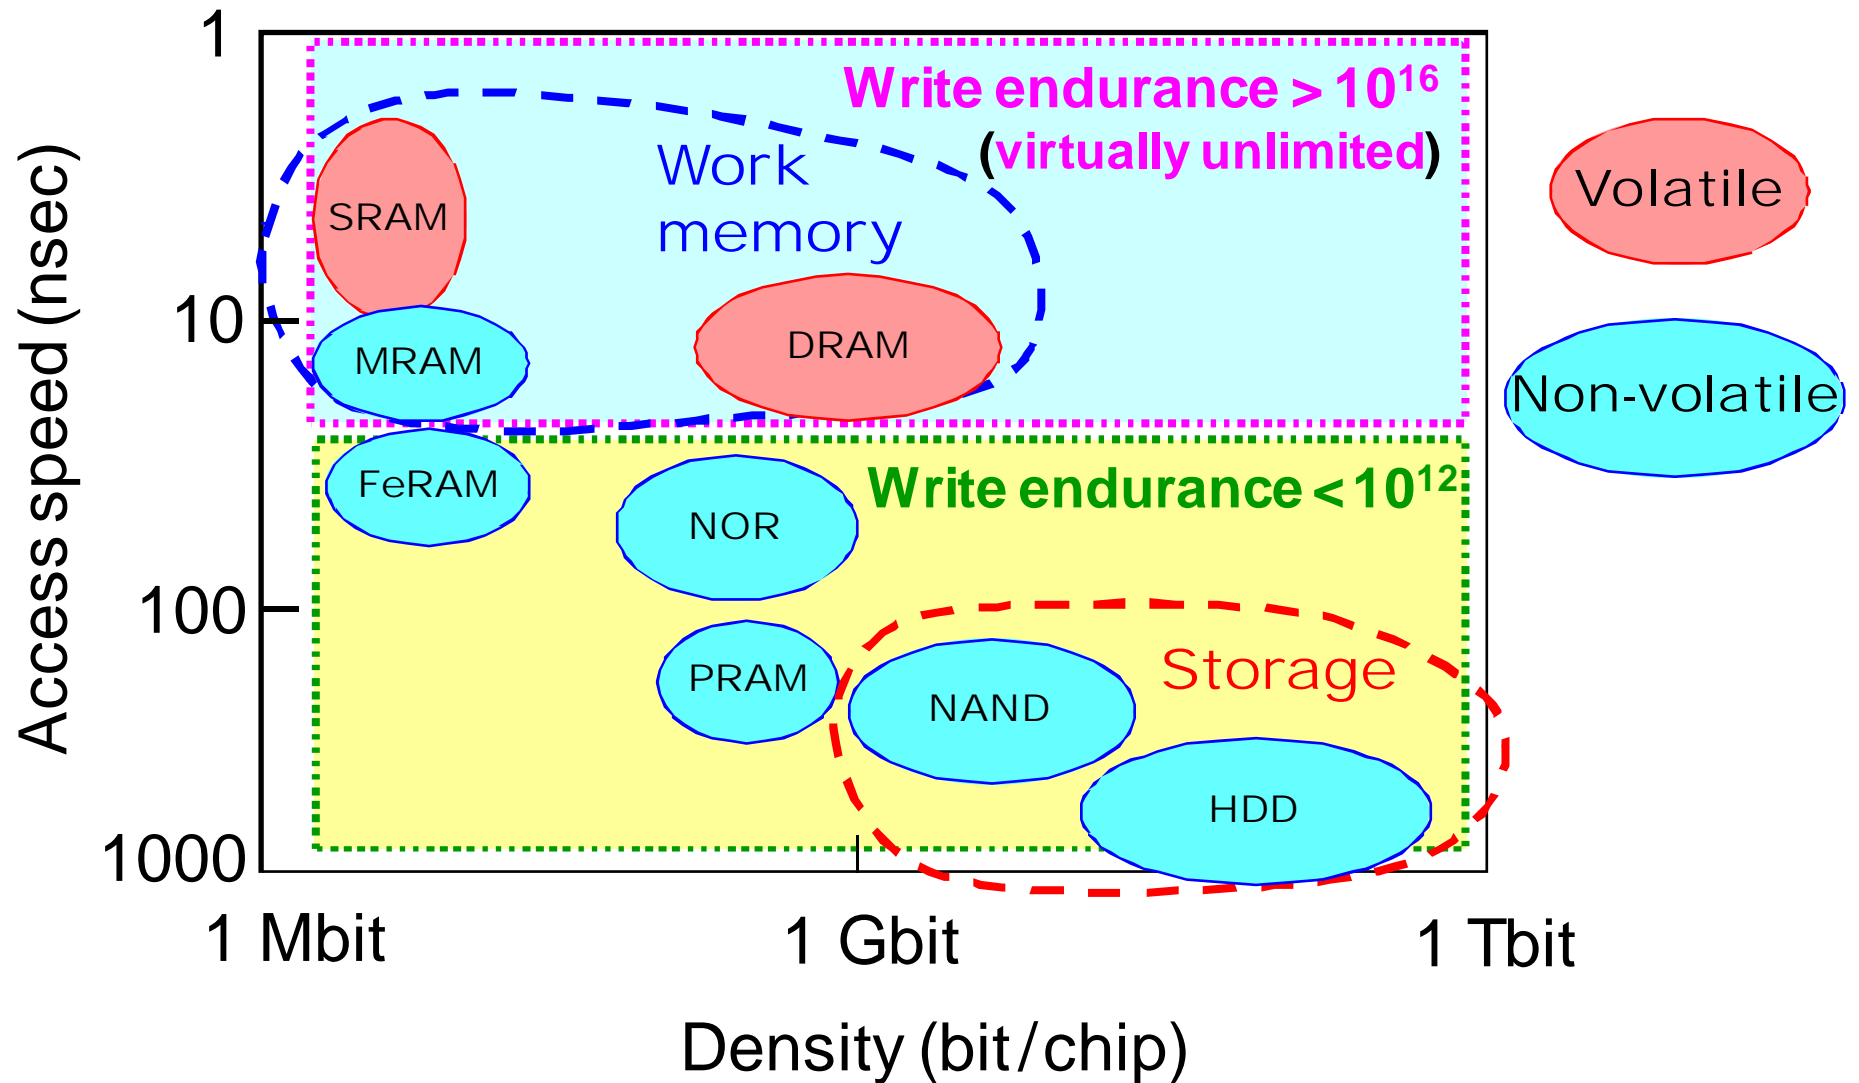 1
Write endurance > 10¹⁶
(virtually unlimited)
Work
memory
SRAM
Volatile
10
MRAM
DRAM
Non-volatile
Access speed (nsec)
FeRAM
Write endurance < 10¹²
NOR
100
PRAM
Storage
NAND
HDD
1000
1 Mbit
1 Gbit
1 Tbit
Density (bit/chip)